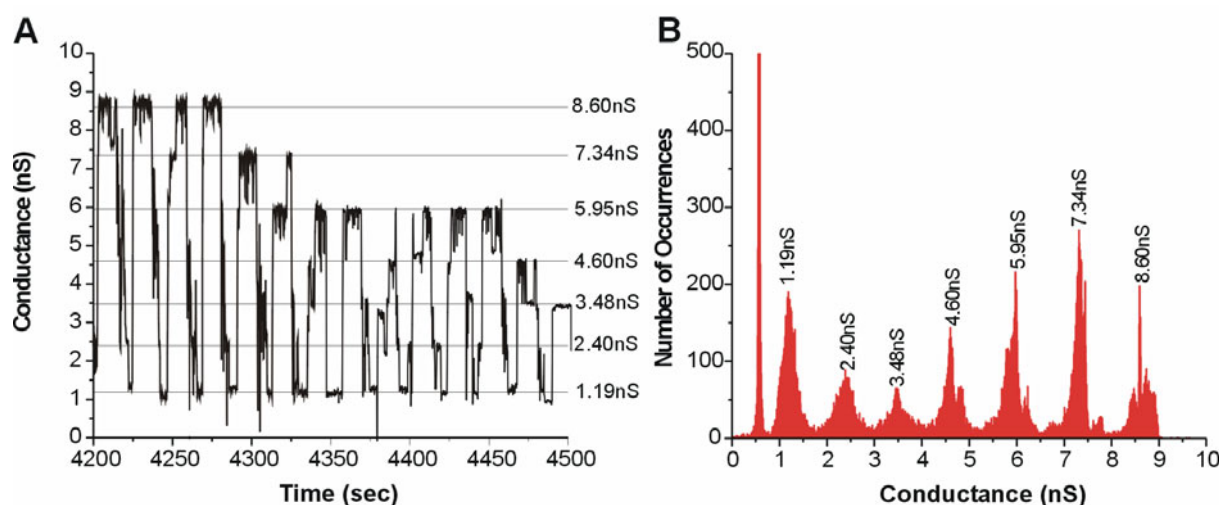 A
Conductance (nS)
10
9
8
7
6
5
4
3
2
1
0
8.60nS
7.34nS
5.95nS
4.60nS
3.48nS
2.40nS
1.19nS
4200 4250 4300 4350 4400 4450 4500
Time (sec)
B
Number of Occurrences
500
400
300
200
100
0
1.19nS
2.40nS
3.48nS
4.60nS
5.95nS
7.34nS
8.60nS
0 1 2 3 4 5 6 7 8 9 10
Conductance (nS)